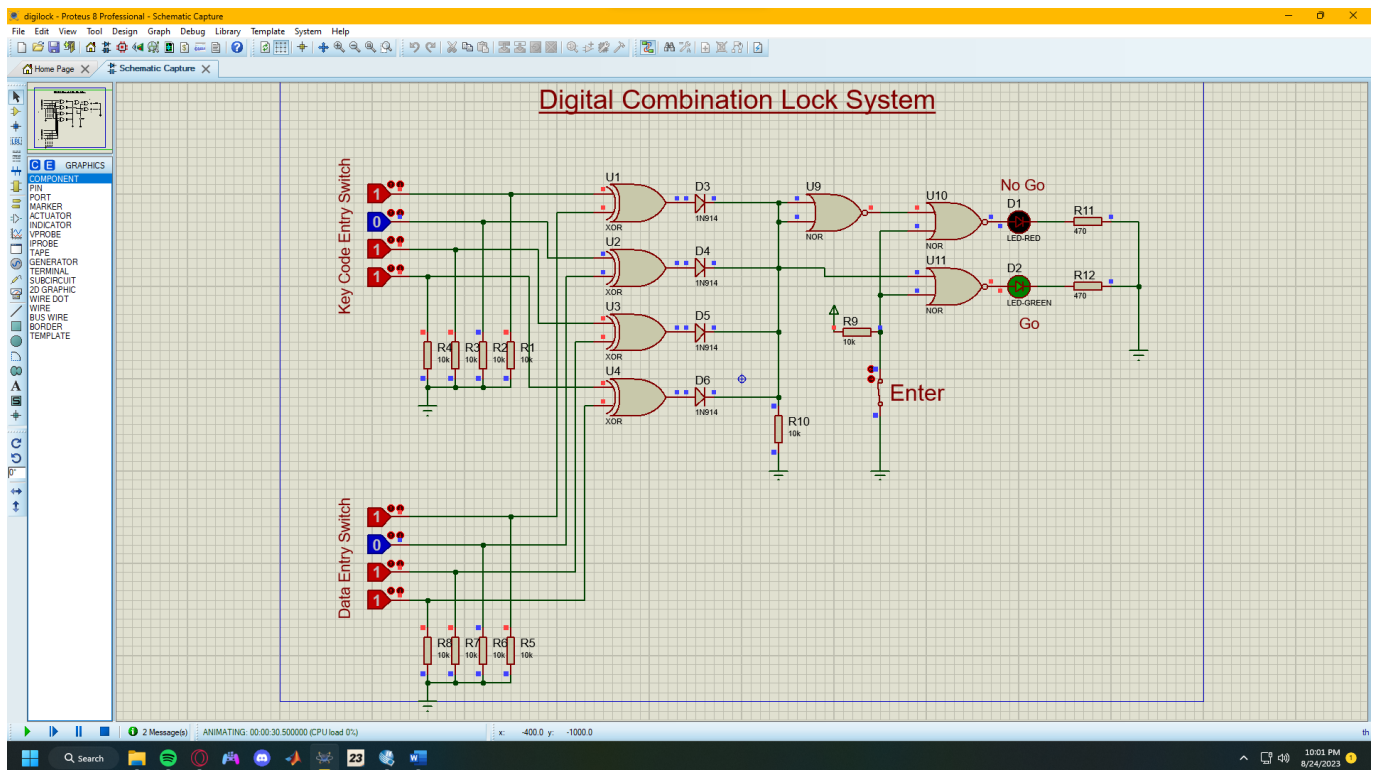 digilock - Proteus 8 Professional - Schematic Capture
File Edit View Tool Design Graph Debug Library Template System Help
Home Page
Schematic Capture
Digital Combination Lock System
C E GRAPHICS
COMPONENT
PIN
PORT
MARKER
ACTUATOR
INDICATOR
VPROBE
IPROBE
TAPE
GENERATOR
TERMINAL
SUBCIRCUIT
2D GRAPHIC
WIRE DOT
WIRE
BUS WIRE
BORDER
TEMPLATE
LBL
A
S
0°
Key Code Entry Switch
1
0
1
1
R4
10k
R3
10k
R2
10k
R1
10k
Data Entry Switch
1
0
1
1
R8
10k
R7
10k
R6
10k
R5
10k
U1
XOR
U2
XOR
U3
XOR
U4
XOR
D3
1N914
D4
1N914
D5
1N914
D6
1N914
R10
10k
U9
NOR
U10
NOR
U11
NOR
R9
10k
Enter
No Go
D1
LED-RED
R11
470
D2
LED-GREEN
R12
470
Go
2 Message(s)
ANIMATING: 00:00:30.500000 (CPU load 0%)
x: -400.0 y: -1000.0
th
Search
23
W
10:01 PM
8/24/2023
1